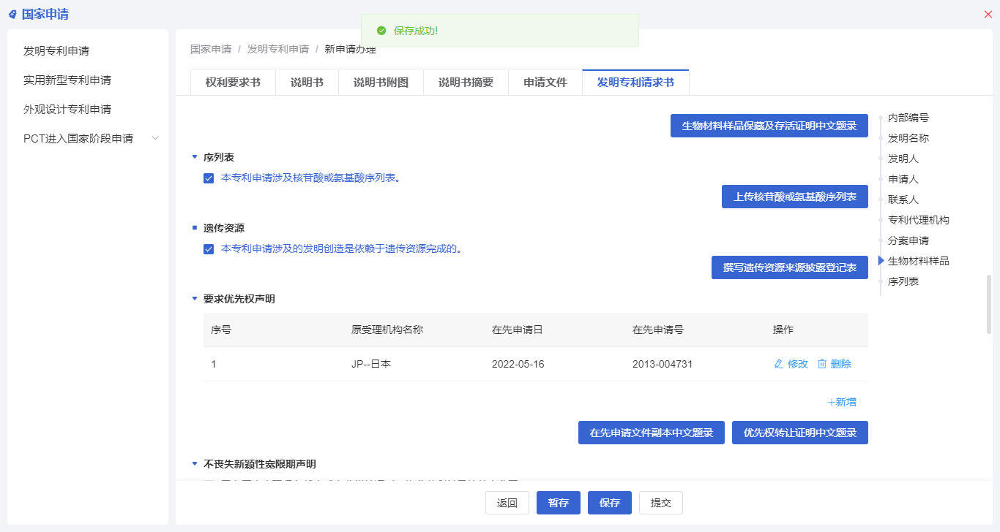 国家申请
保存成功!
发明专利申请
实用新型专利申请
外观设计专利申请
PCT进入国家阶段申请
国家申请 / 发明专利申请 / 新申请办理
权利要求书 说明书 说明书附图 说明书摘要 申请文件 发明专利请求书
生物材料样品保藏及存活证明中文题录
序列表
本专利申请涉及核苷酸或氨基酸序列表。
上传核苷酸或氨基酸序列表
遗传资源
本专利申请涉及的发明创造是依赖于遗传资源完成的。
撰写遗传资源来源披露登记表
要求优先权声明
序号 原受理机构名称 在先申请日 在先申请号 操作
1 JP--日本 2022-05-16 2013-004731 修改 删除
+新增
在先申请文件副本中文题录 优先权转让证明中文题录
不丧失新颖性宽限期声明
返回 暂存 保存 提交
内部编号
发明名称
发明人
申请人
联系人
专利代理机构
分案申请
生物材料样品
序列表